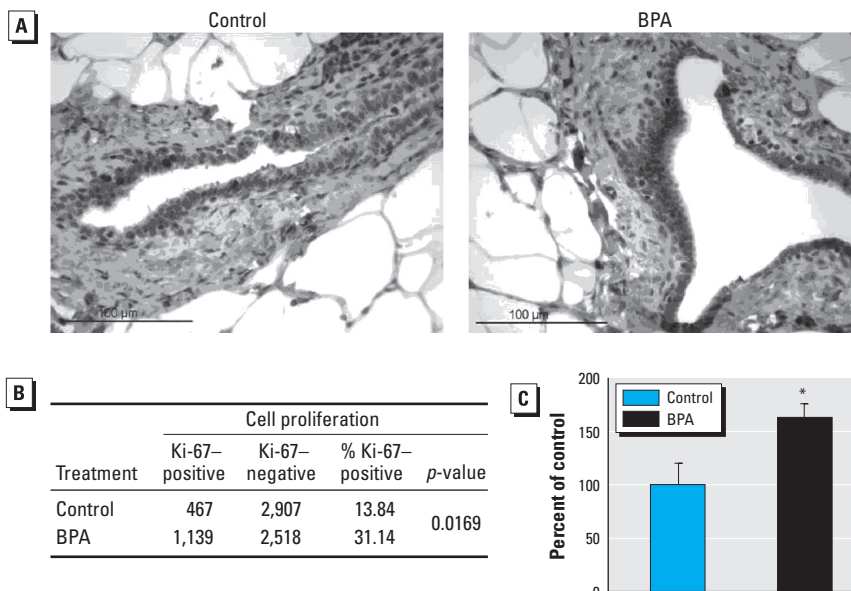 A
Control
BPA
100 µm
100 µm
B
Cell proliferation
Treatment
Ki-67–
positive
Ki-67–
negative
% Ki-67–
positive
p-value
Control 467 2,907 13.84
0.0169
BPA 1,139 2,518 31.14
C
Percent of control
200
150
100
50
0
Control
BPA
*